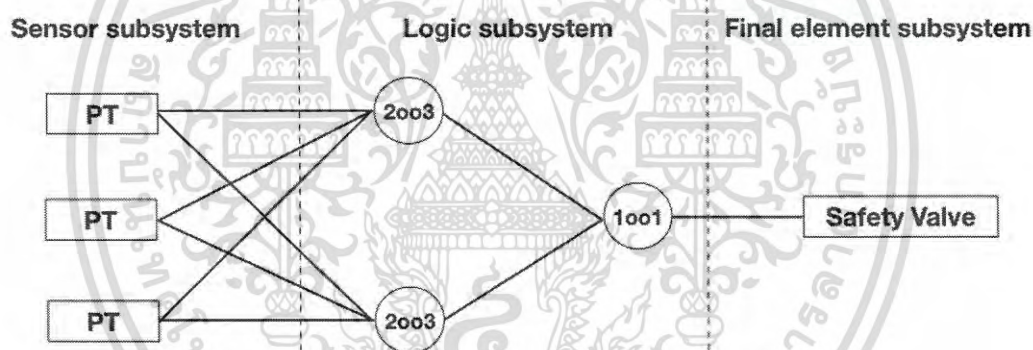 Sensor subsystem
Logic subsystem
Final element subsystem
PT
2oo3
PT
1oo1
Safety Valve
PT
2oo3